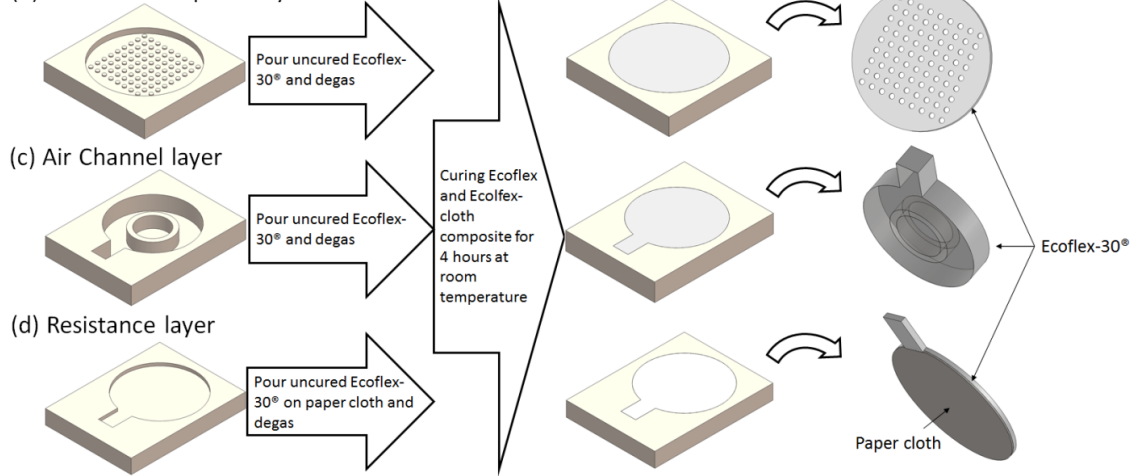 Pour uncured Ecoflex-
30® and degas
(c) Air Channel layer
Pour uncured Ecoflex-
30® and degas
Curing Ecoflex
and Ecolfex-
cloth
composite for
4 hours at
room
temperature
Ecoflex-30®
(d) Resistance layer
Pour uncured Ecoflex-
30® on paper cloth and
degas
Paper cloth